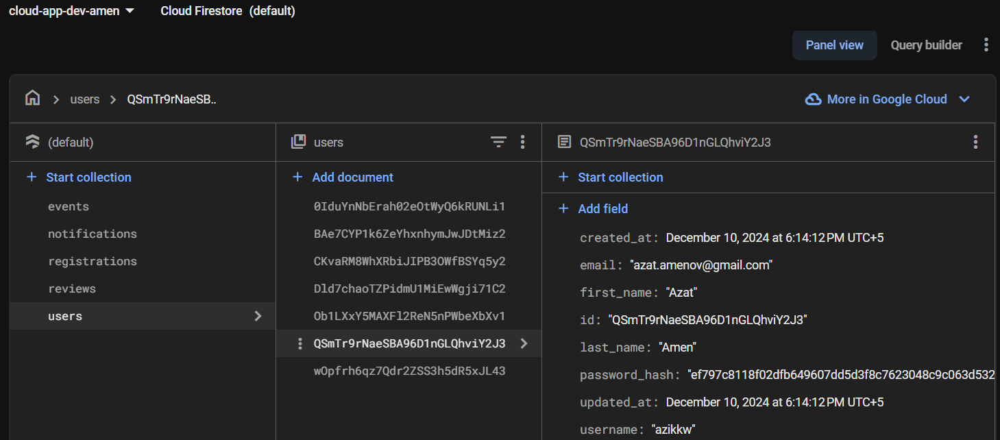 cloud-app-dev-amen
Cloud Firestore (default)
Panel view
Query builder
users
QSmTr9rNaeSB..
More in Google Cloud
(default)
Start collection
events
notifications
registrations
reviews
users
users
Add document
0IduYnNbErah02eOtWyQ6kRUNLi1
BAe7CYP1k6ZeYhxnhymJwJDtMiz2
CKvaRM8WhXRbiJIPB3OWfBSYq5y2
Dld7chaoTZPidmU1MiEwWgji71C2
Ob1LXxY5MAXFl2ReN5nPWbeXbXv1
QSmTr9rNaeSBA96D1nGLQhviY2J3
wOpfrh6qz7Qdr2ZSS3h5dR5xJL43
QSmTr9rNaeSBA96D1nGLQhviY2J3
Start collection
Add field
created_at: December 10, 2024 at 6:14:12 PM UTC+5
email: "azat.amenov@gmail.com"
first_name: "Azat"
id: "QSmTr9rNaeSBA96D1nGLQhviY2J3"
last_name: "Amen"
password_hash: "ef797c8118f02dfb649607dd5d3f8c7623048c9c063d532
updated_at: December 10, 2024 at 6:14:12 PM UTC+5
username: "azikkw"